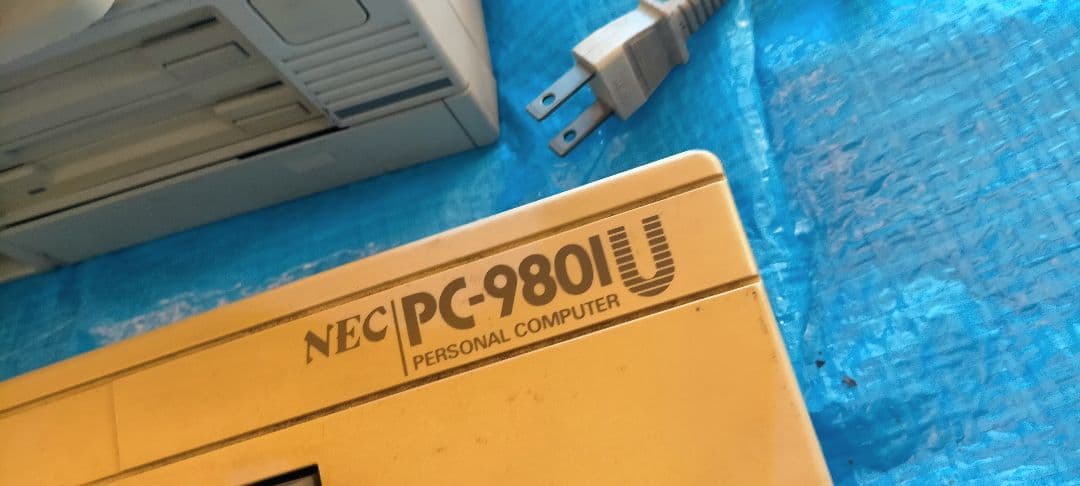 NEC PC-9801U
PERSONAL COMPUTER